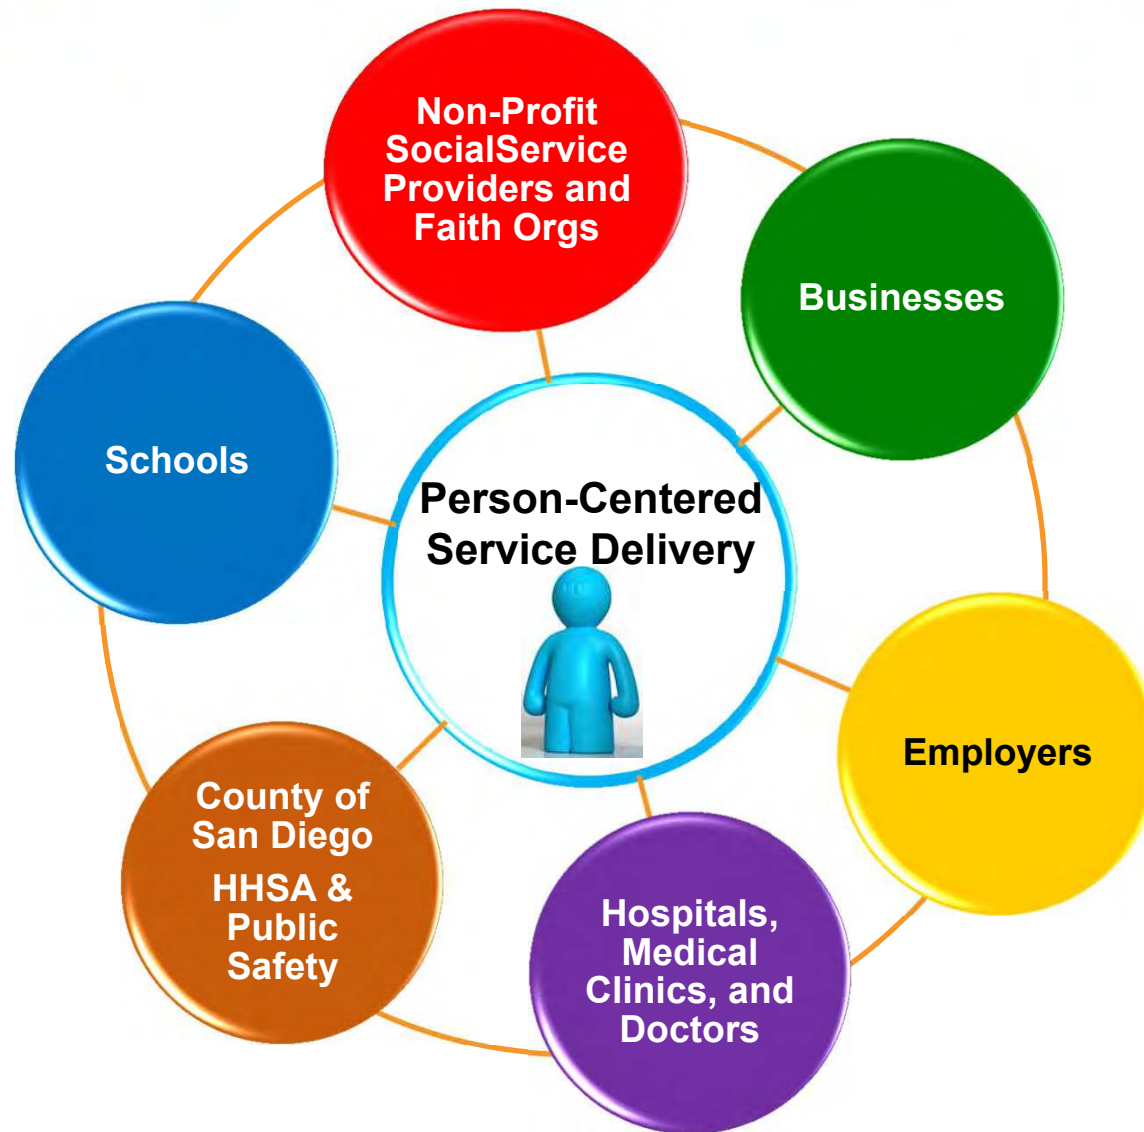 Non-Profit
SocialService
Providers and
Faith Orgs
Businesses
Schools
Person-Centered
Service Delivery
Employers
County of
San Diego
HHSA &
Public
Safety
Hospitals,
Medical
Clinics, and
Doctors